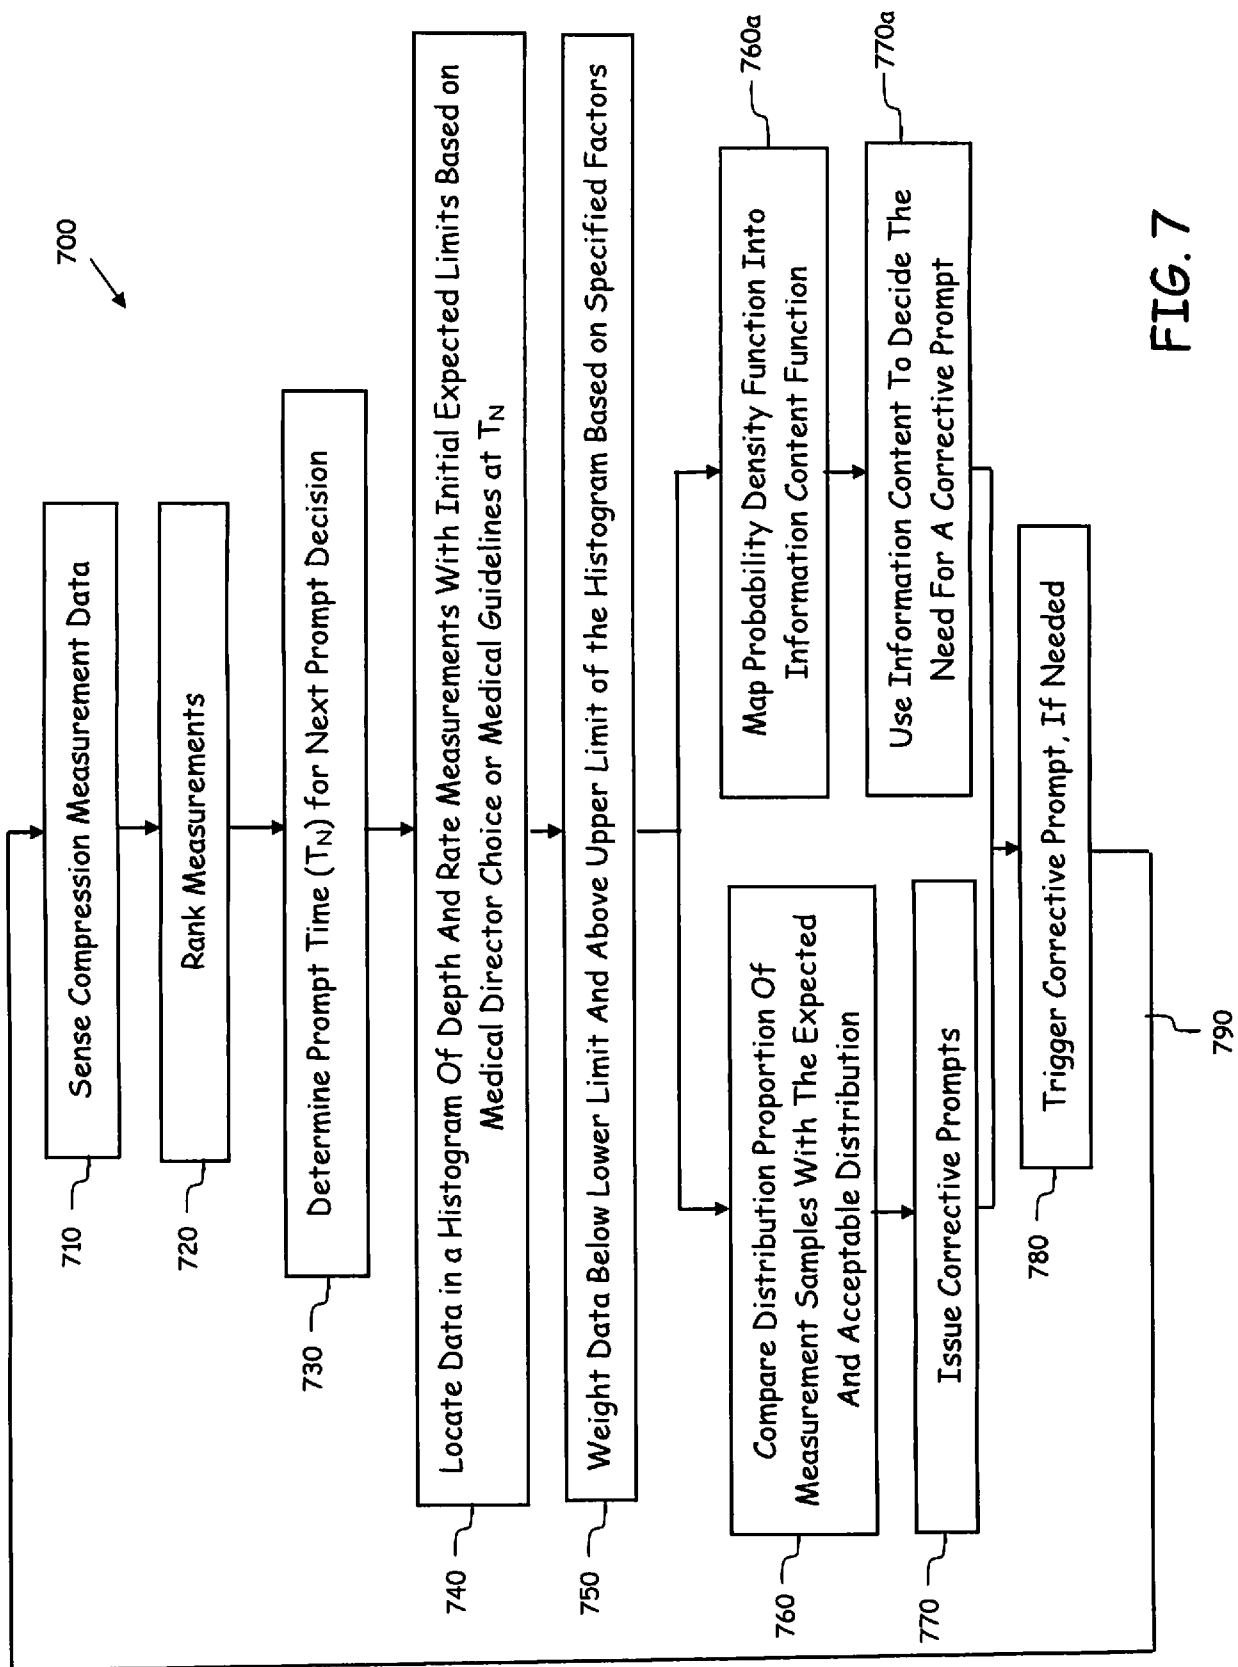 700
Sense Compression Measurement Data
710
Rank Measurements
720
Determine Prompt Time (TN) for Next Prompt Decision
730
Locate Data in a Histogram Of Depth And Rate Measurements With Initial Expected Limits Based on
Medical Director Choice or Medical Guidelines at TN
740
Weight Data Below Lower Limit And Above Upper Limit of the Histogram Based on Specified Factors
750
Compare Distribution Proportion Of
Measurement Samples With The Expected
And Acceptable Distribution
760
Map Probability Density Function Into
Information Content Function
760a
Issue Corrective Prompts
770
Use Information Content To Decide The
Need For A Corrective Prompt
770a
Trigger Corrective Prompt, If Needed
780
790
FIG. 7